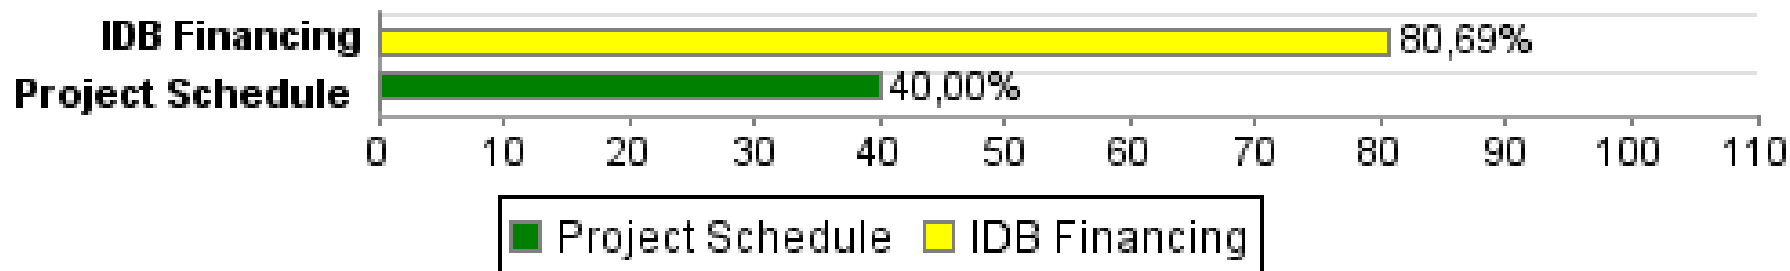 IDB Financing
80,69%
Project Schedule
40,00%
0 10 20 30 40 50 60 70 80 90 100 110
Project Schedule IDB Financing